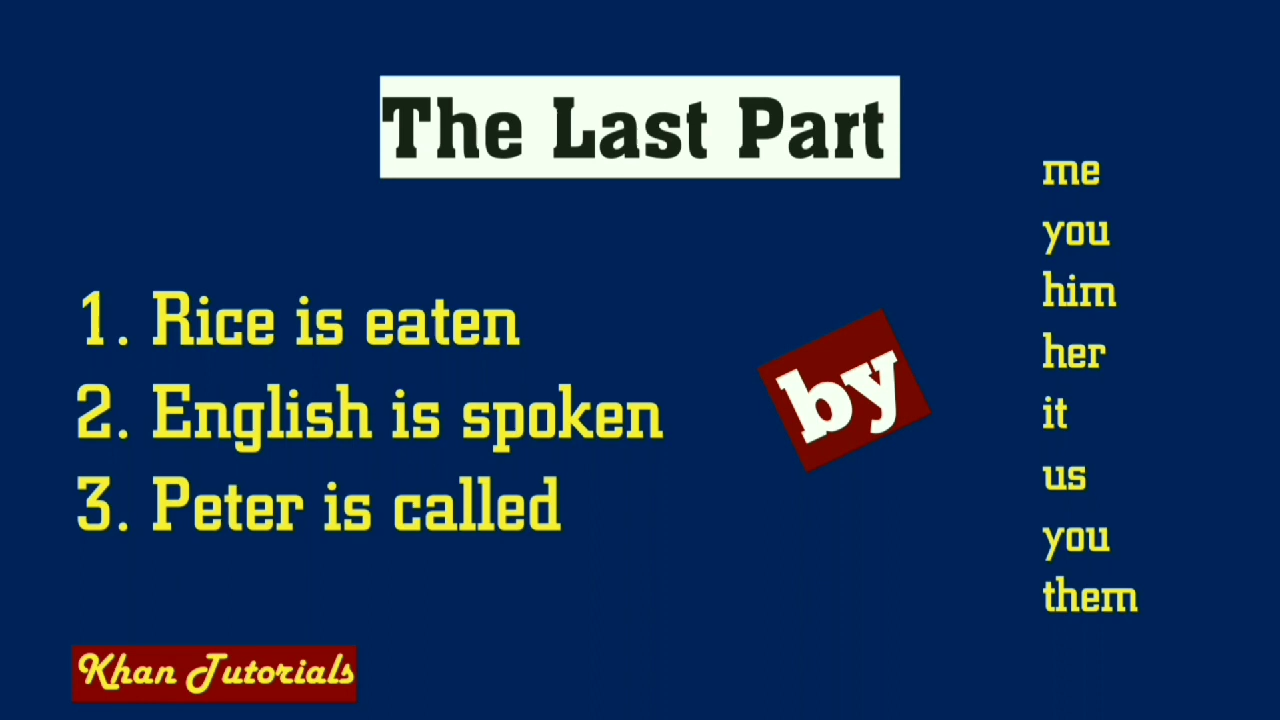 The Last Part
1. Rice is eaten
2. English is spoken
3. Peter is called
by
me
you
him
her
it
us
you
them
Khan Tutorials